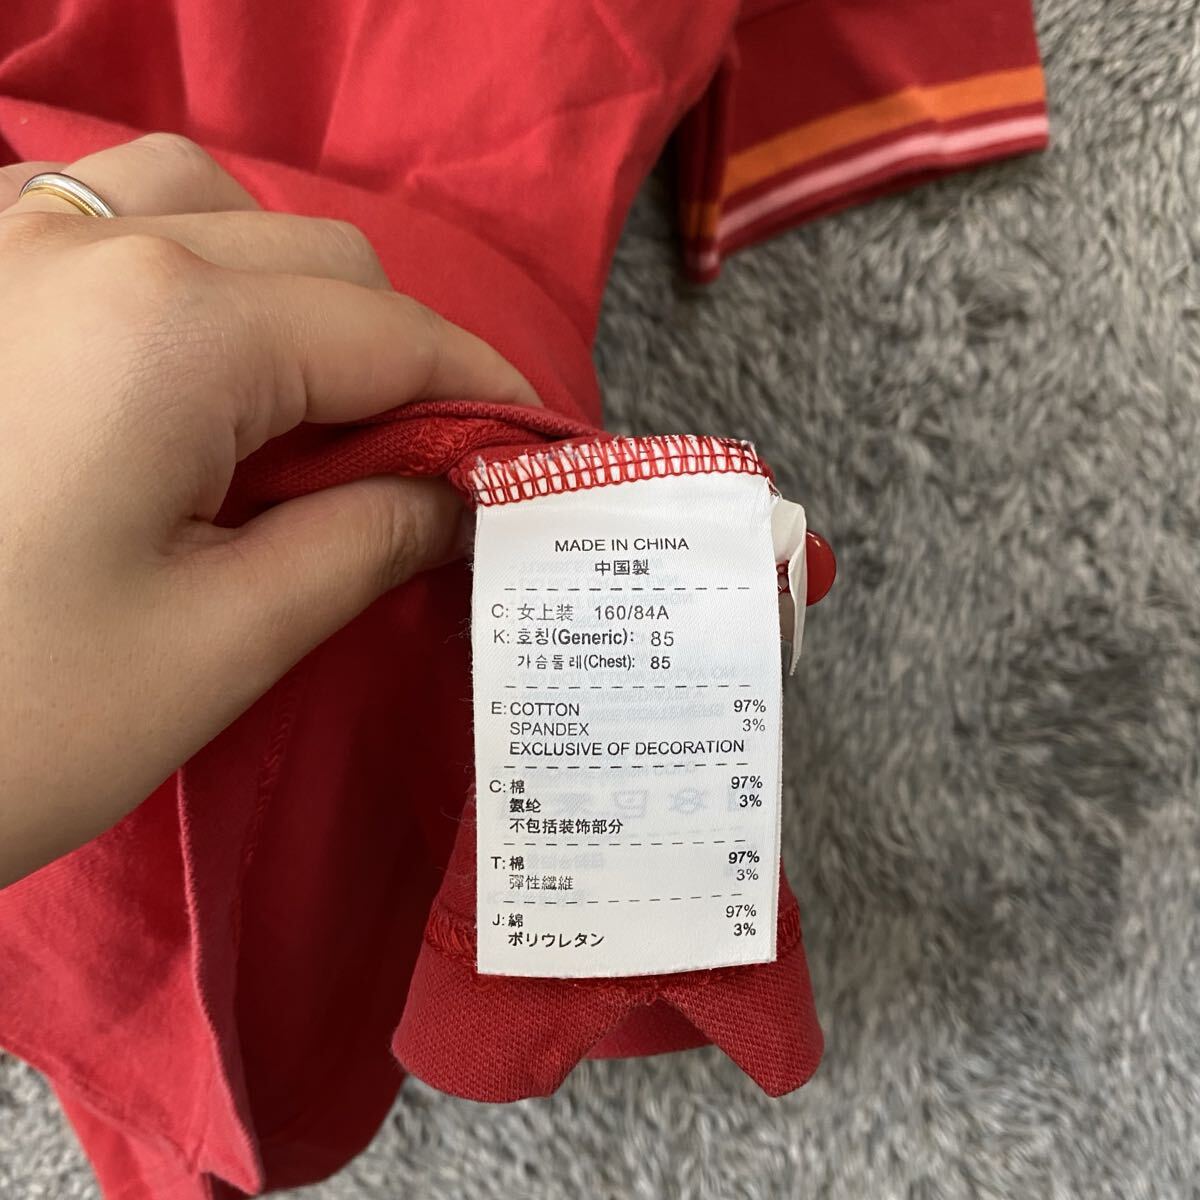 MADE IN CHINA
中国製
C: 女上装 160/84A
K: 호칭(Generic): 85
가슴둘레(Chest): 85
E: COTTON 97%
SPANDEX 3%
EXCLUSIVE OF DECORATION
C: 棉 97%
氨纶 3%
不包括装饰部分
T: 棉 97%
彈性纖維 3%
J: 綿 97%
ポリウレタン 3%